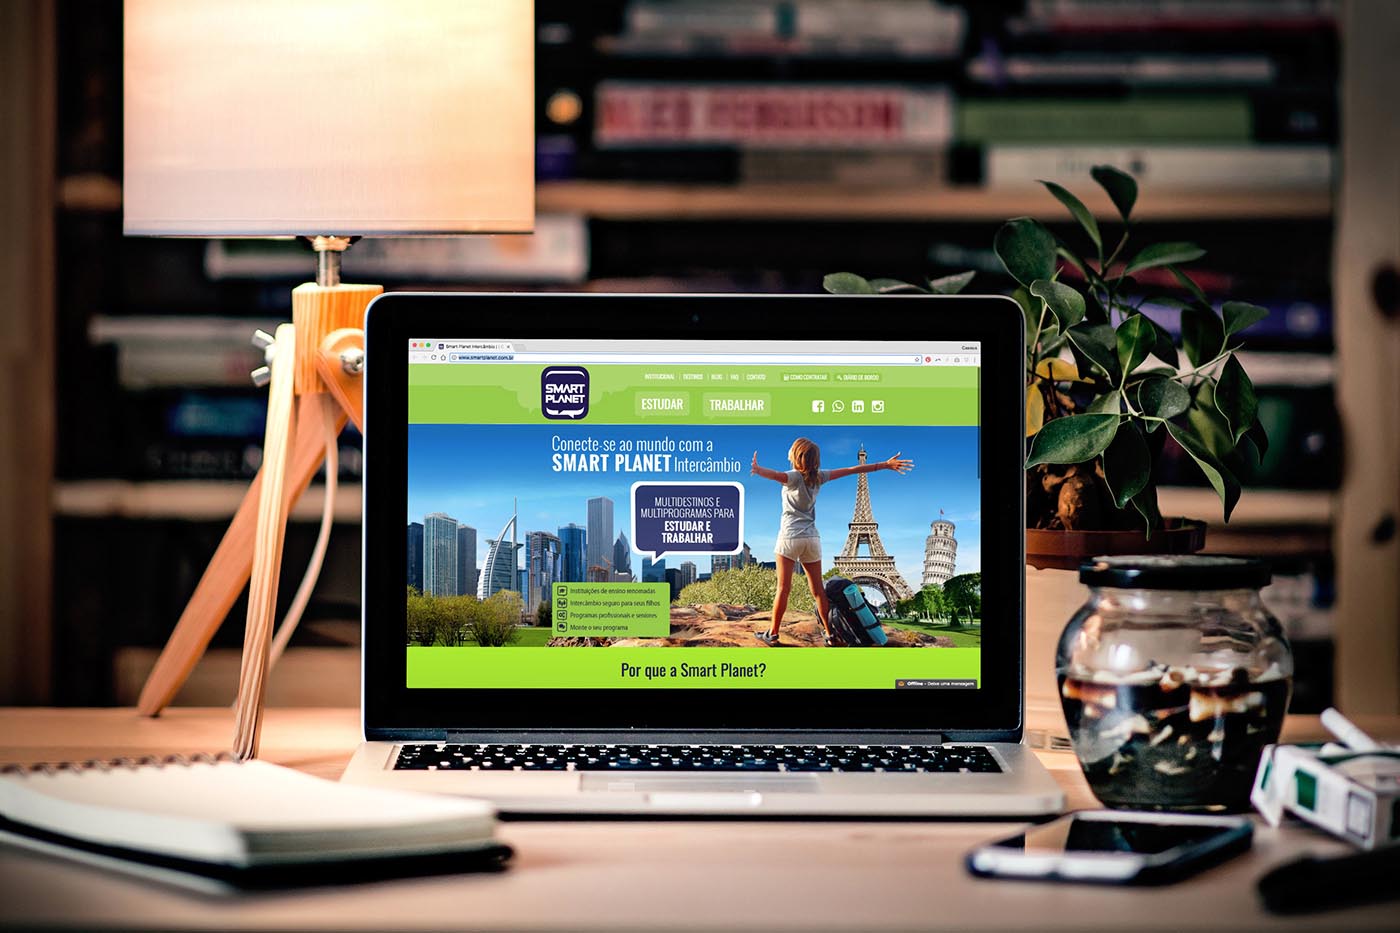 ALEX FERGUSON
Smart Planet Intercâmbio | C
Cassius
www.smartplanet.com.br
SMART
PLANET
INSTITUCIONAL | DESTINOS | BLOG | FAQ | CONTATO
COMO CONTRATAR
DIÁRIO DE BORDO
ESTUDAR
TRABALHAR
Conecte-se ao mundo com a
SMART PLANET Intercâmbio
MULTIDESTINOS E
MULTIPROGRAMAS PARA
ESTUDAR E
TRABALHAR
Instituições de ensino renomadas
Intercâmbio seguro para seus filhos
Programas profissionais e seniores
Monte o seu programa
Por que a Smart Planet?
Offline - Deixe uma mensagem